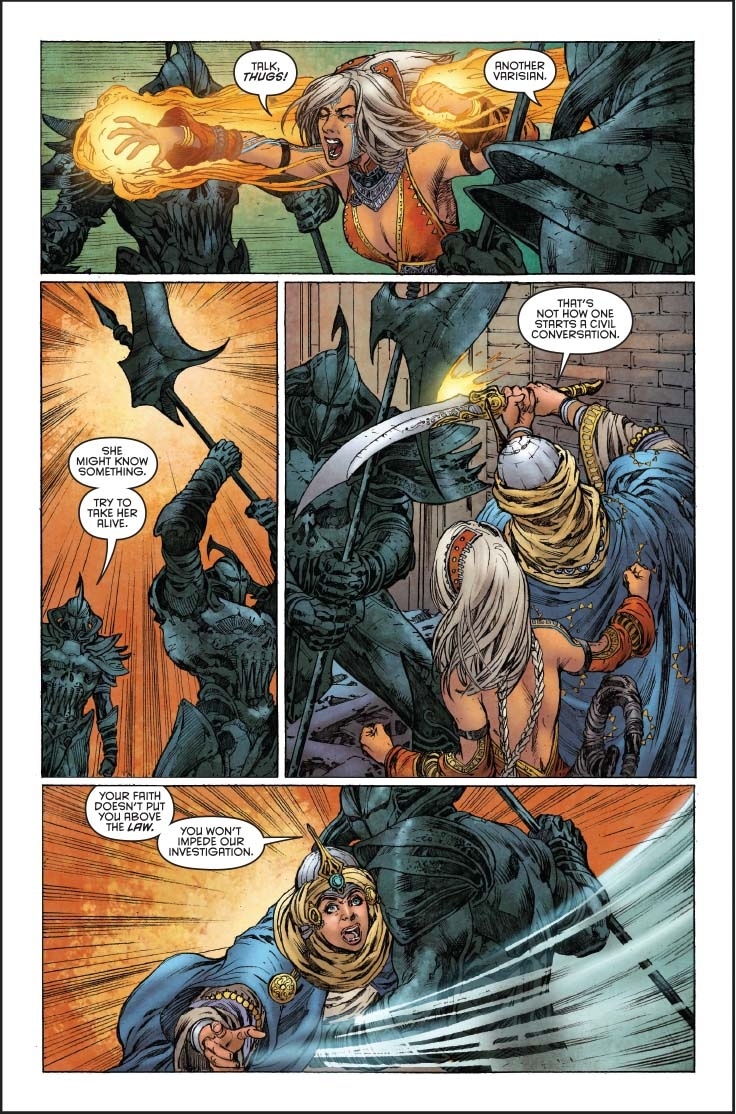 TALK,
THUGS!
ANOTHER
VARISIAN.
SHE
MIGHT KNOW
SOMETHING.
TRY TO
TAKE HER
ALIVE.
THAT'S
NOT HOW ONE
STARTS A CIVIL
CONVERSATION.
YOUR FAITH
DOESN'T PUT
YOU ABOVE
THE LAW.
YOU WON'T
IMPEDE OUR
INVESTIGATION.